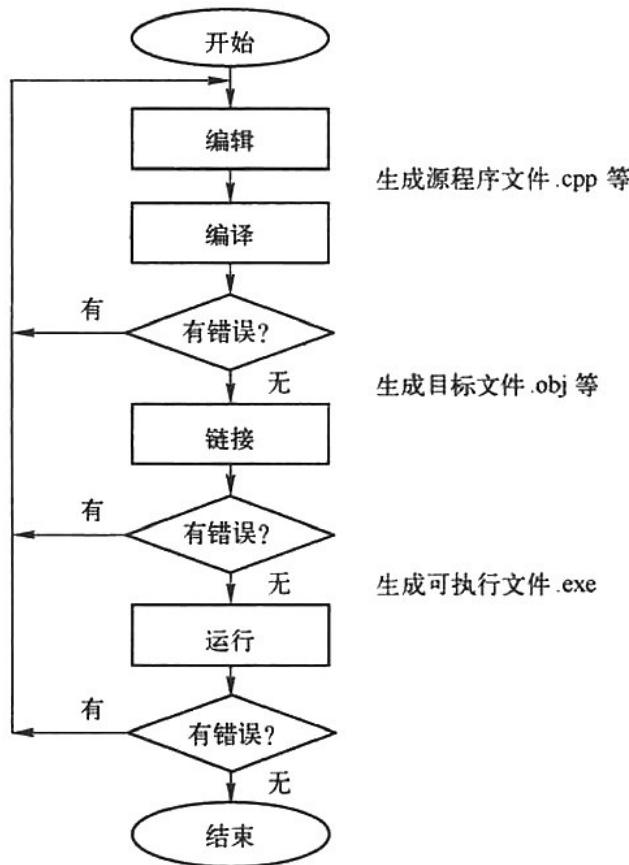 开始
编辑
生成源程序文件.cpp 等
编译
有
有错误?
无
生成目标文件.obj 等
链接
有
有错误?
无
生成可执行文件.exe
运行
有
有错误?
无
结束